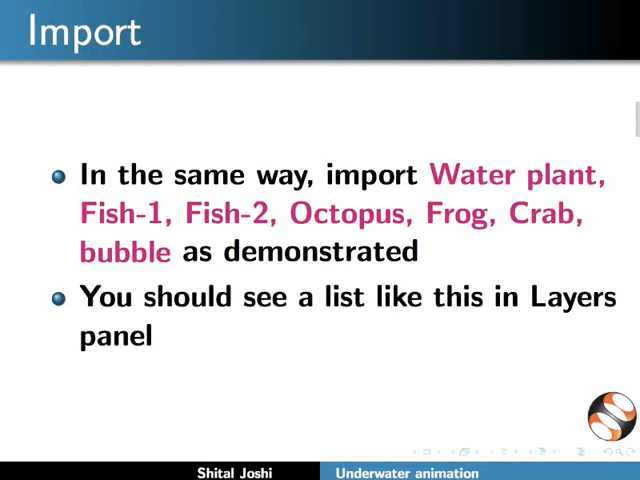 Import
In the same way, import Water plant,
Fish-1, Fish-2, Octopus, Frog, Crab,
bubble as demonstrated
You should see a list like this in Layers
panel
Shital Joshi
Underwater animation